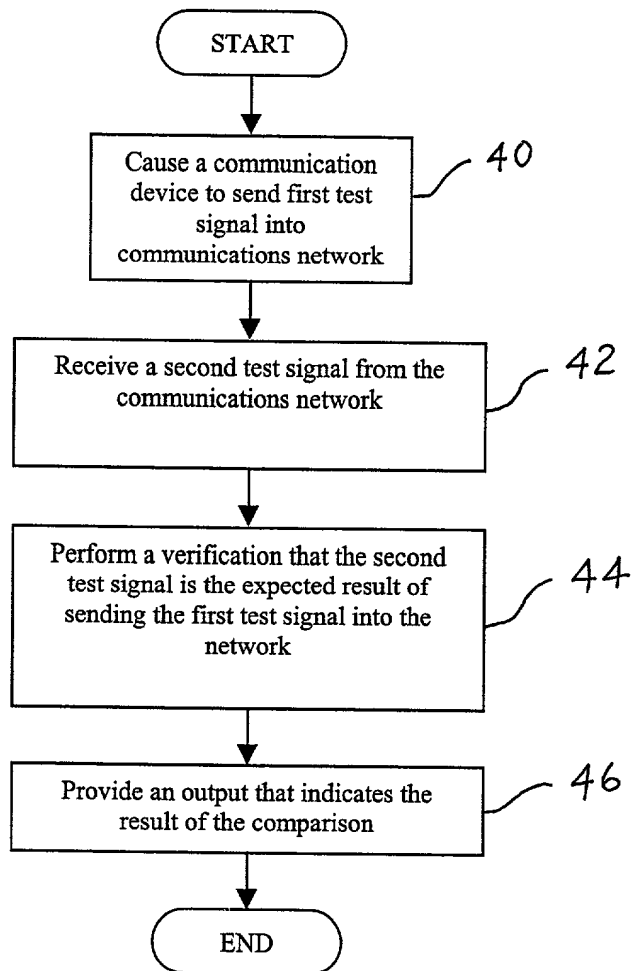 START
Cause a communication
device to send first test
signal into
communications network
40
Receive a second test signal from the
communications network
42
Perform a verification that the second
test signal is the expected result of
sending the first test signal into the
network
44
Provide an output that indicates the
result of the comparison
46
END